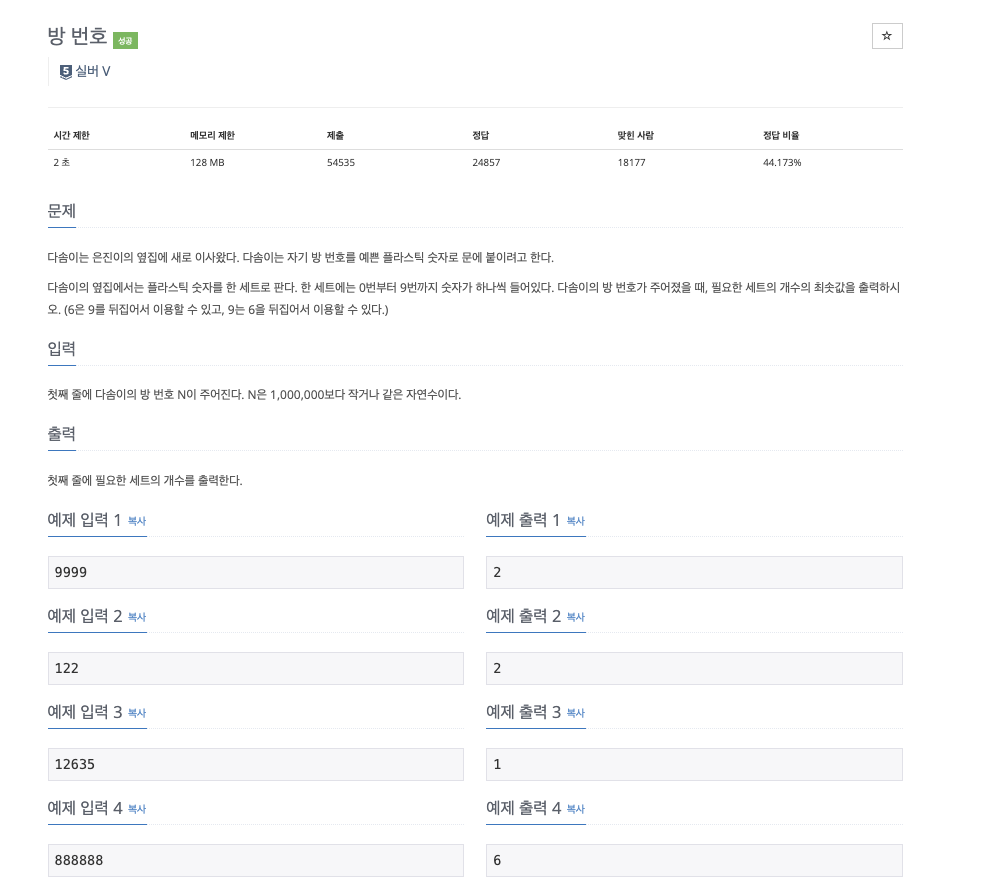 방 번호 성공
☆
5 실버 V
시간 제한 메모리 제한 제출 정답 맞힌 사람 정답 비율
2 초 128 MB 54535 24857 18177 44.173%
문제
다솜이는 은진이의 옆집에 새로 이사왔다. 다솜이는 자기 방 번호를 예쁜 플라스틱 숫자로 문에 붙이려고 한다.
다솜이의 옆집에서는 플라스틱 숫자를 한 세트로 판다. 한 세트에는 0번부터 9번까지 숫자가 하나씩 들어있다. 다솜이의 방 번호가 주어졌을 때, 필요한 세트의 개수의 최솟값을 출력하시
오. (6은 9를 뒤집어서 이용할 수 있고, 9는 6을 뒤집어서 이용할 수 있다.)
입력
첫째 줄에 다솜이의 방 번호 N이 주어진다. N은 1,000,000보다 작거나 같은 자연수이다.
출력
첫째 줄에 필요한 세트의 개수를 출력한다.
예제 입력 1 복사 예제 출력 1 복사
9999 2
예제 입력 2 복사 예제 출력 2 복사
122 2
예제 입력 3 복사 예제 출력 3 복사
12635 1
예제 입력 4 복사 예제 출력 4 복사
888888 6